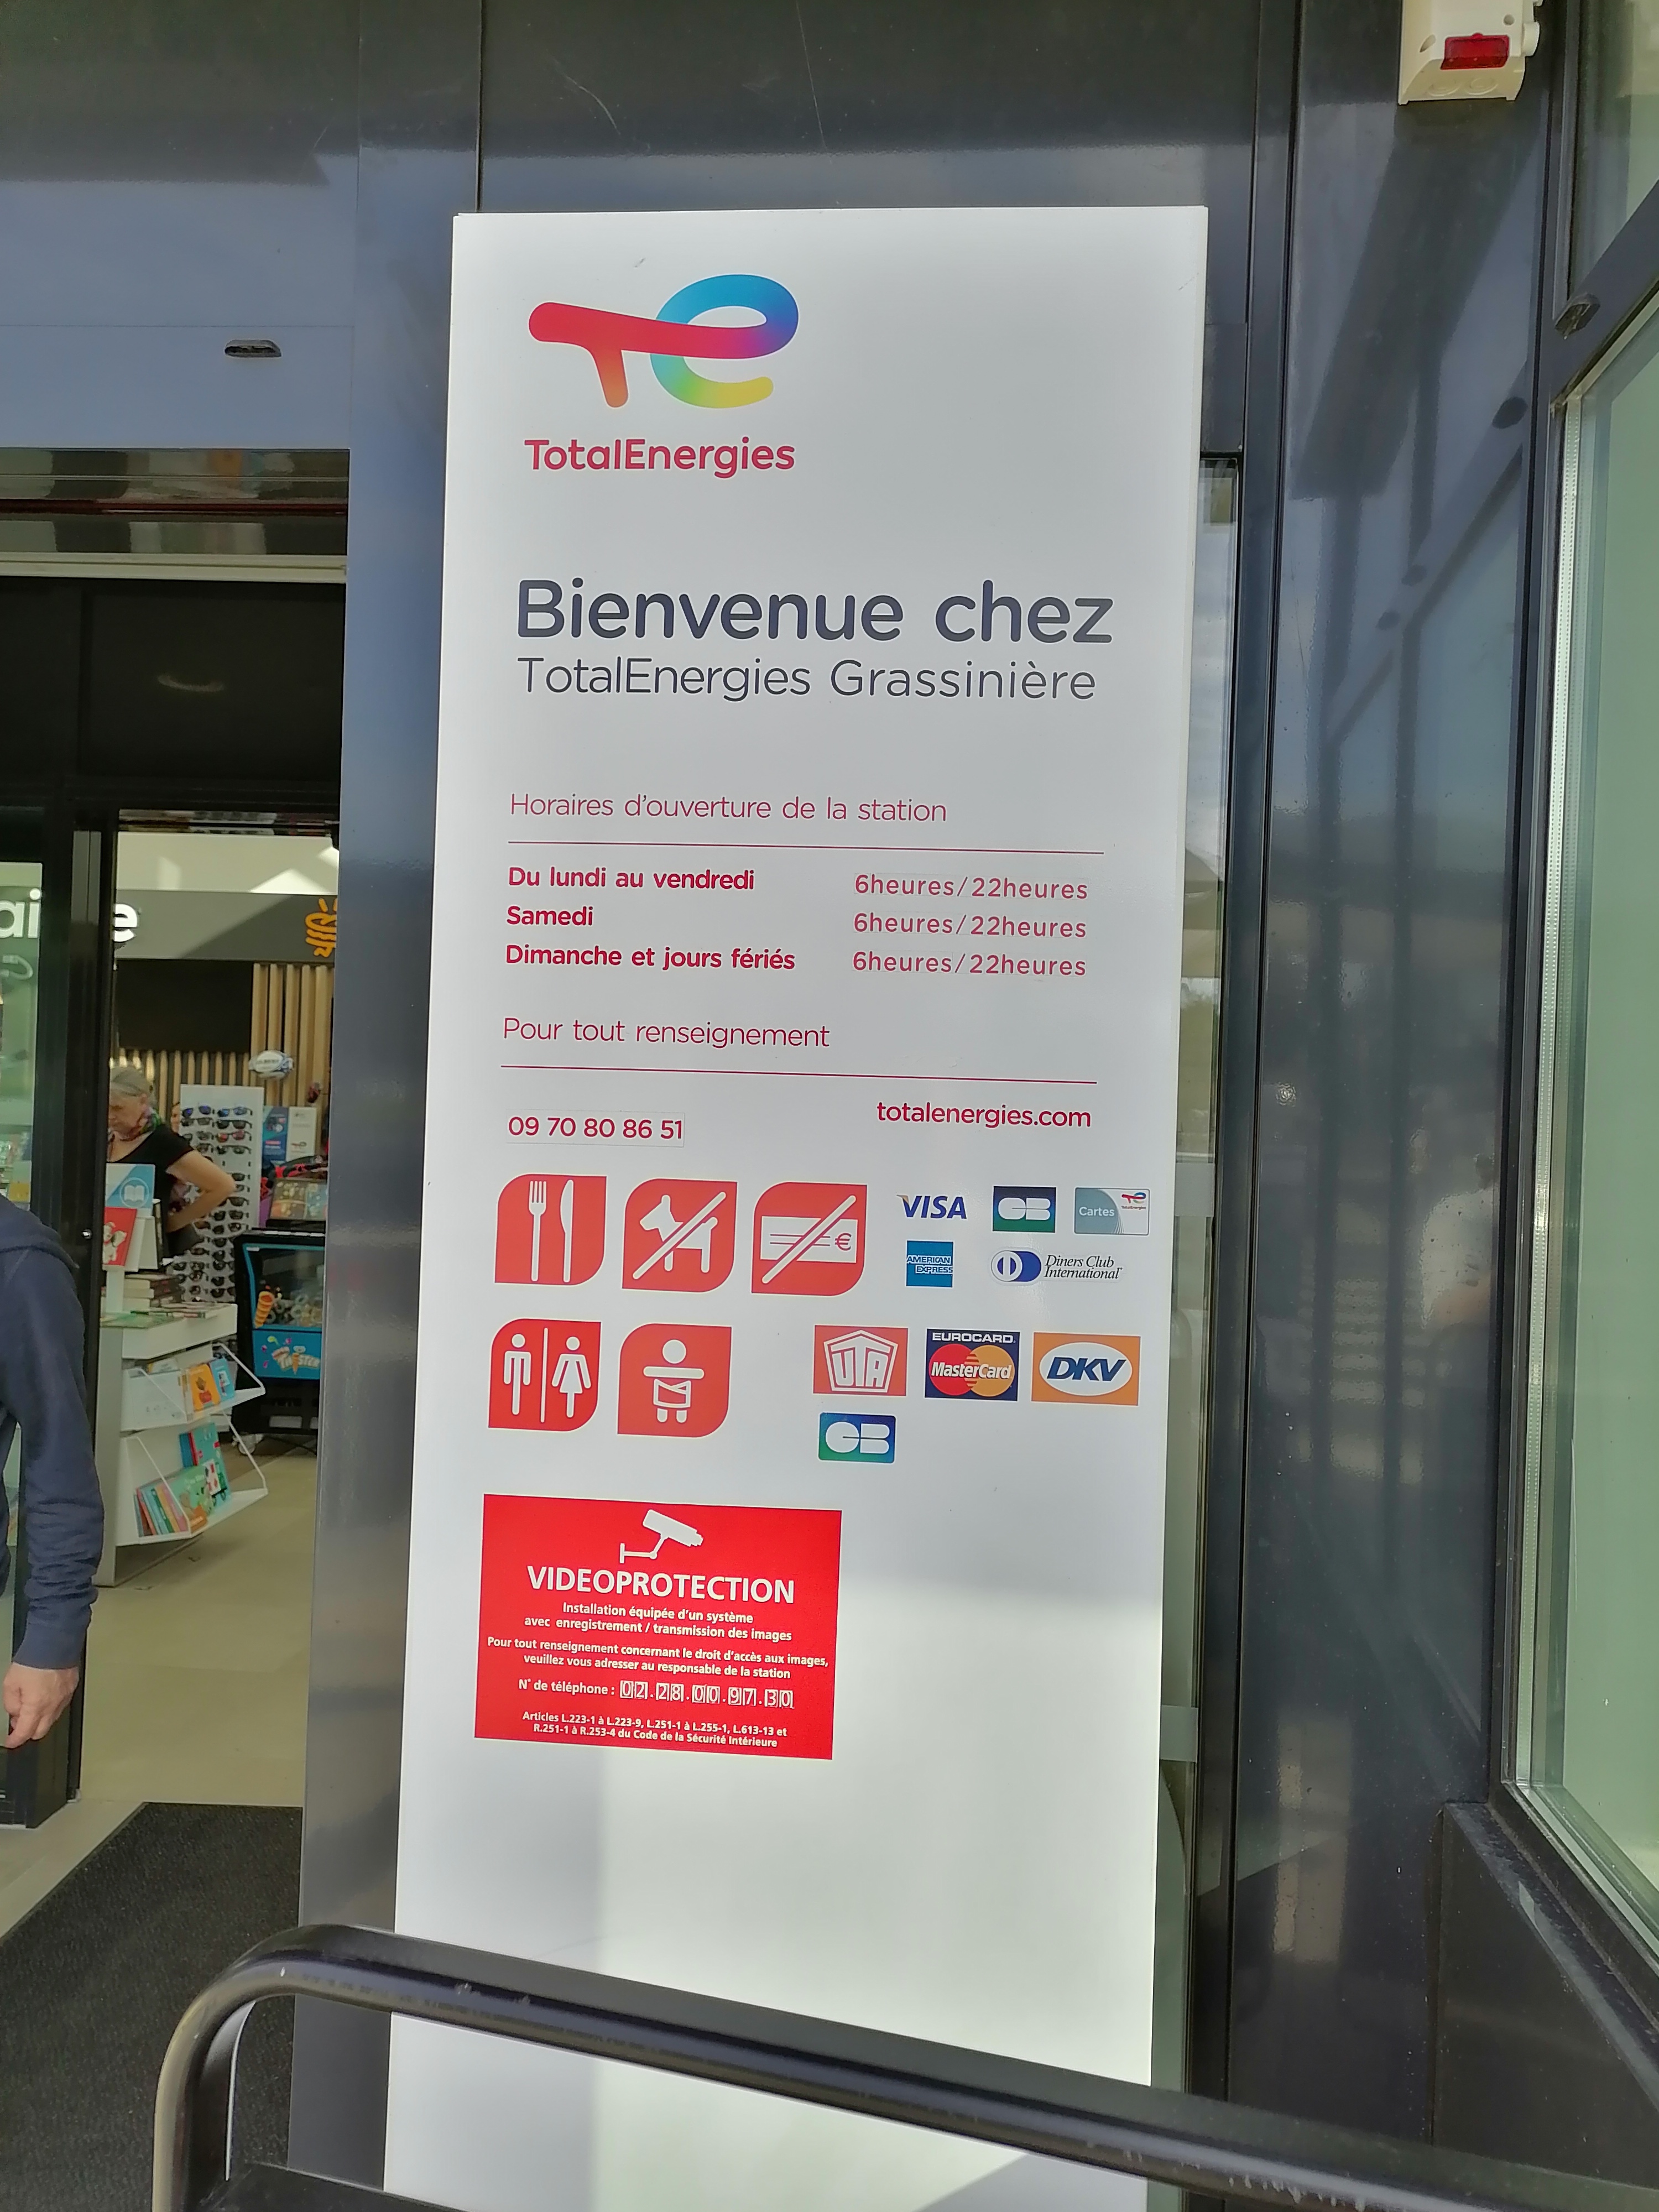 TotalEnergies
Bienvenue chez
TotalEnergies Grassinière
Horaires d'ouverture de la station
Du lundi au vendredi 6heures/22heures
Samedi 6heures/22heures
Dimanche et jours fériés 6heures/22heures
Pour tout renseignement
09 70 80 86 51 totalenergies.com
€
VISA CB Cartes TotalEnergies
AMERICAN EXPRESS Diners Club International
UTA EUROCARD MasterCard DKV
CB
VIDEOPROTECTION
Installation équipée d'un système
avec enregistrement / transmission des images
Pour tout renseignement concernant le droit d'accès aux images,
veuillez vous adresser au responsable de la station
N° de téléphone : 02.28.00.97.30
Articles L.223-1 à L.223-9, L.251-1 à L.255-1, L.613-13 et
R.251-1 à R.253-4 du Code de la Sécurité Intérieure